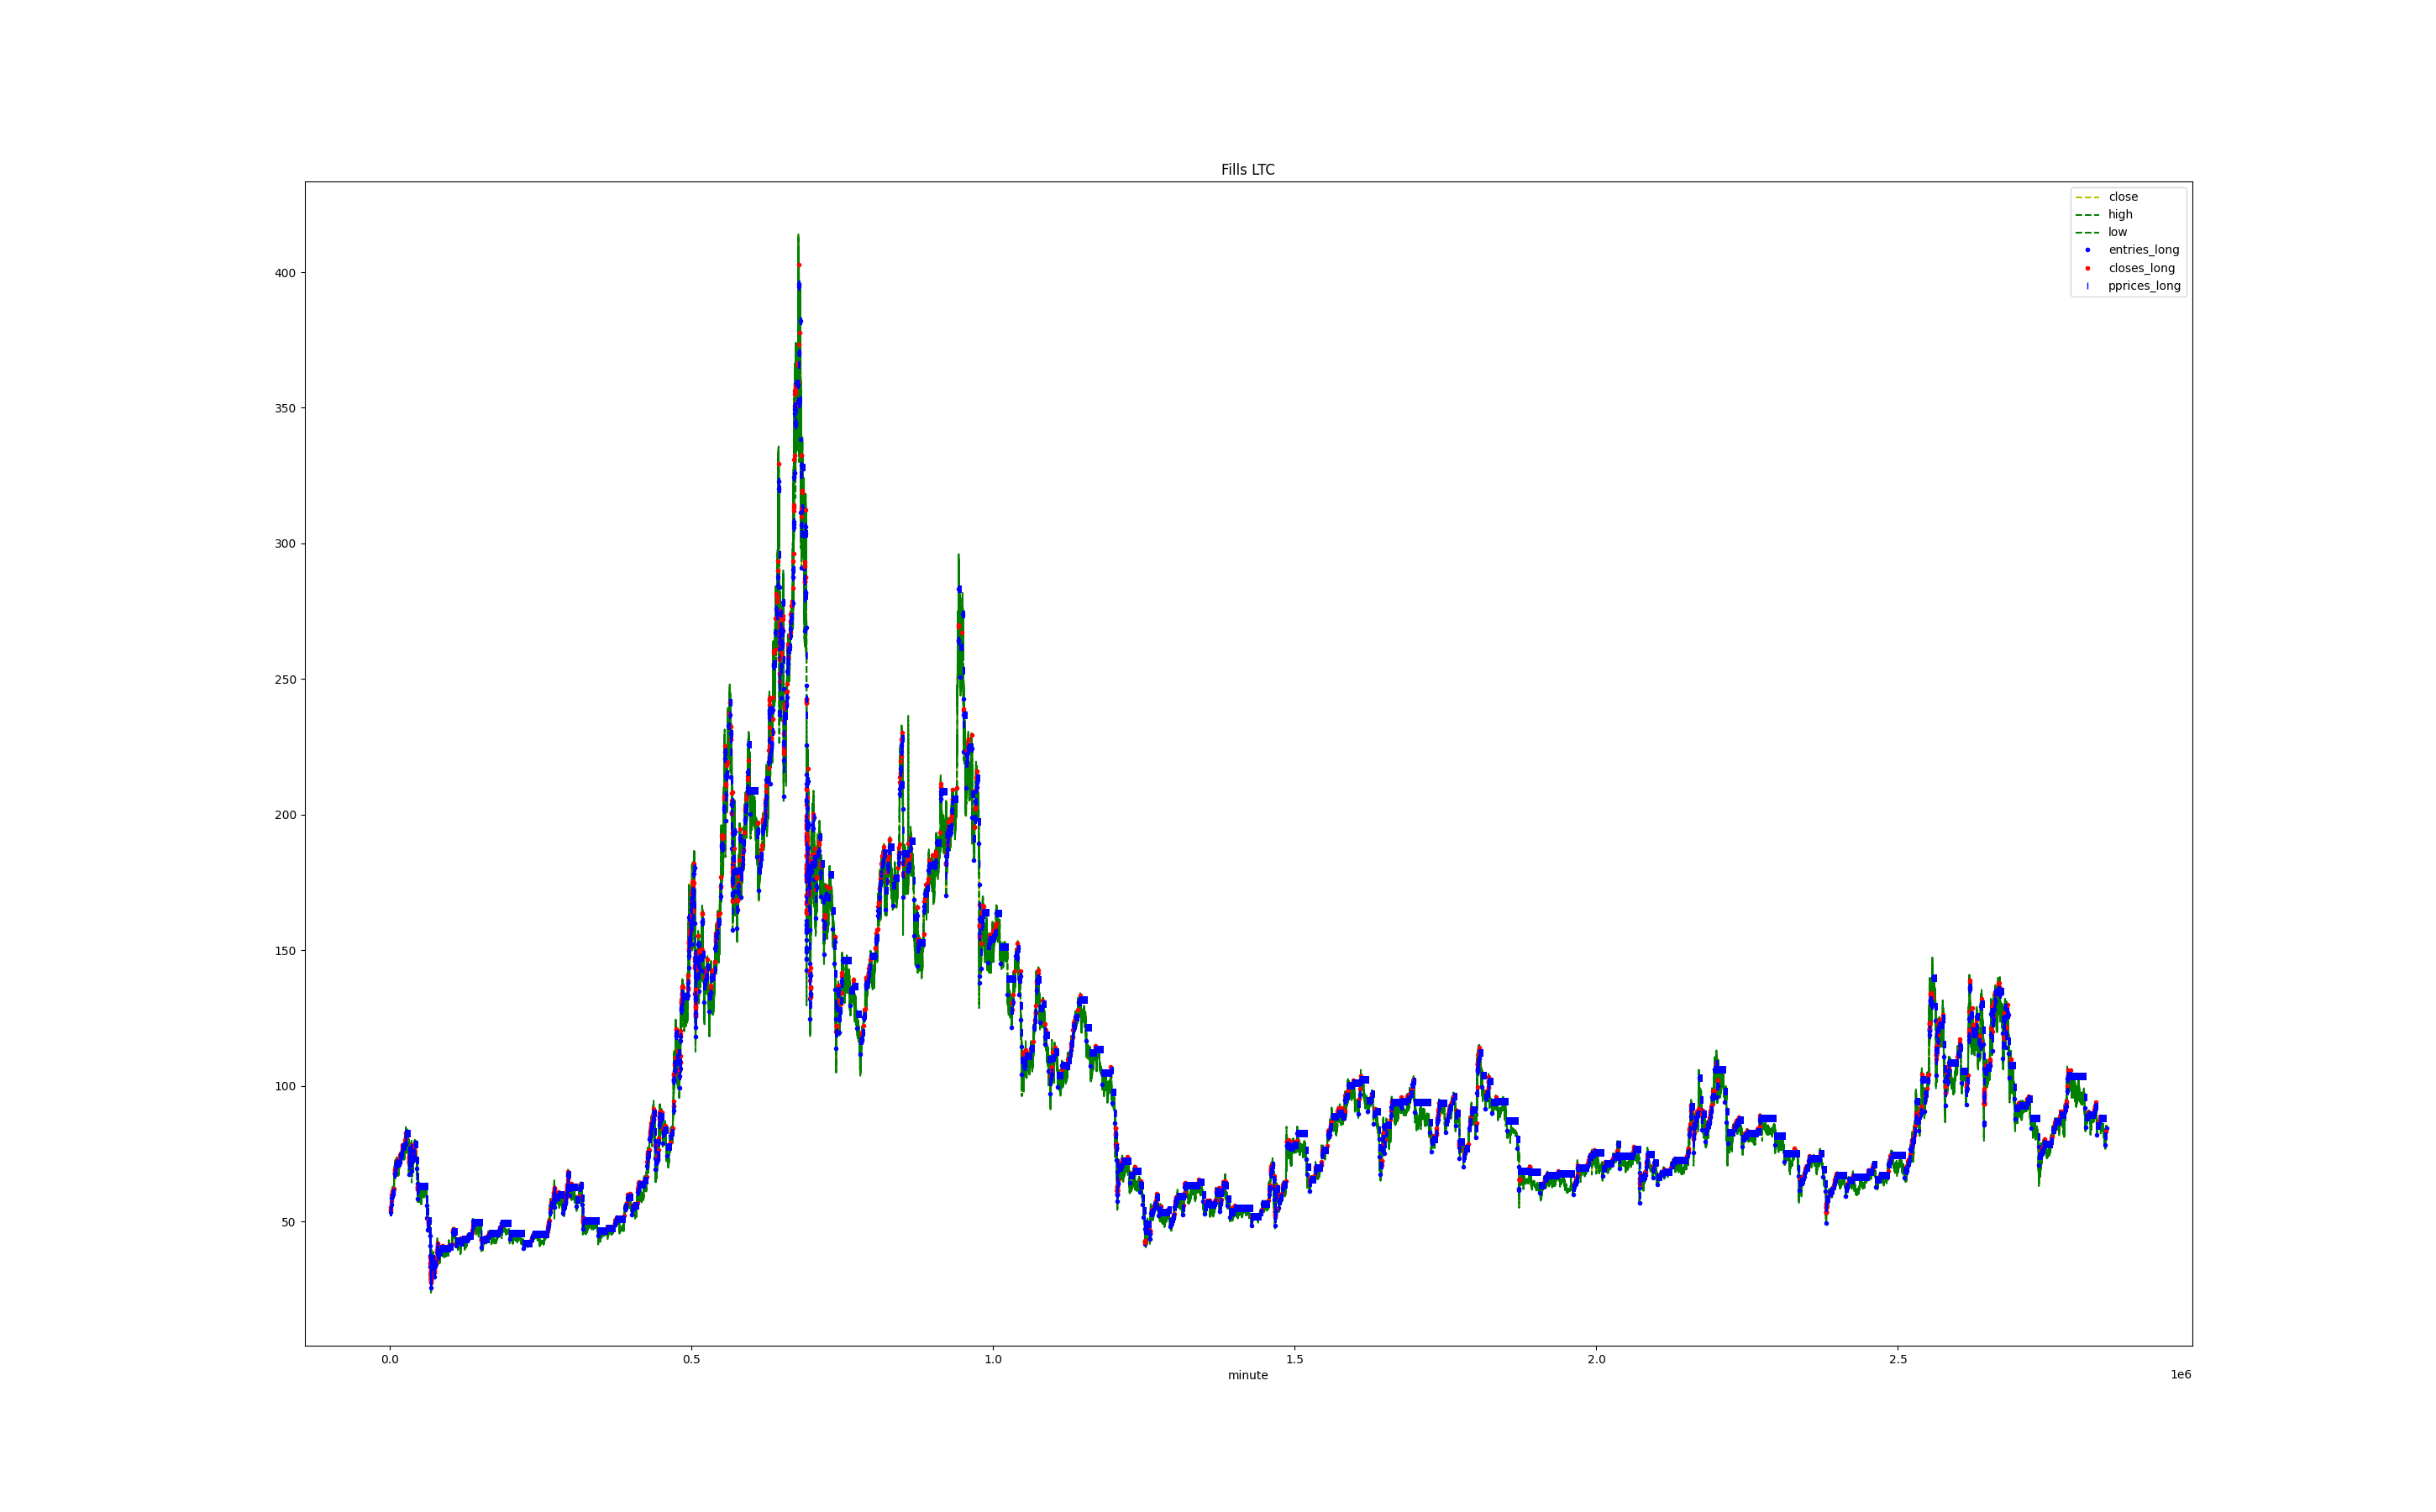 Fills LTC
close
high
low
entries_long
closes_long
pprices_long
400
350
300
250
200
150
100
50
0.0 0.5 1.0 1.5 2.0 2.5
minute 1e6